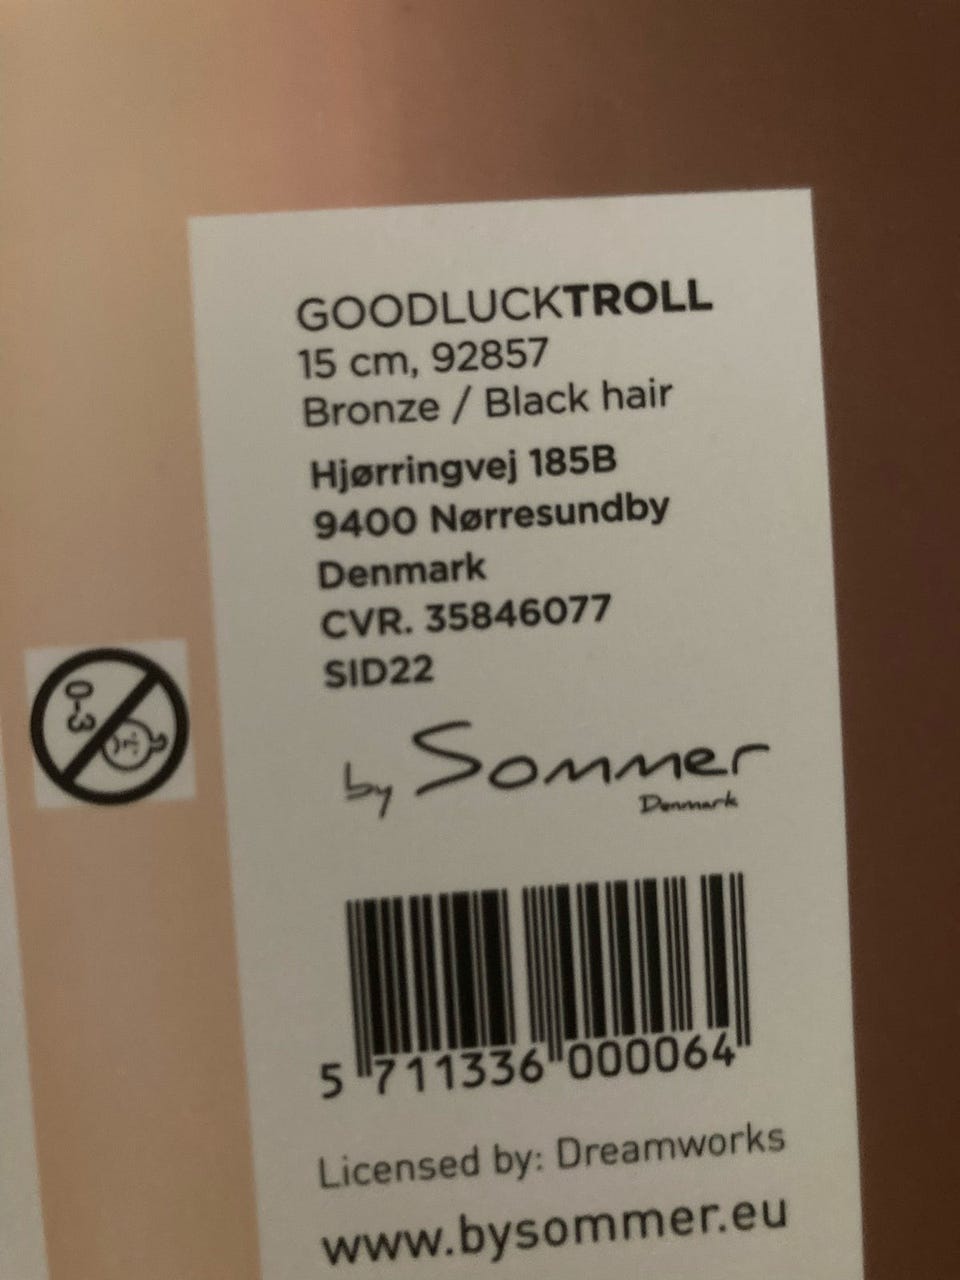 GOODLUCKTROLL
15 cm, 92857
Bronze / Black hair
Hjørringvej 185B
9400 Nørresundby
Denmark
CVR. 35846077
SID22
0-3
by Sommer
Denmark
5 711336 000064
Licensed by: Dreamworks
www.bysommer.eu